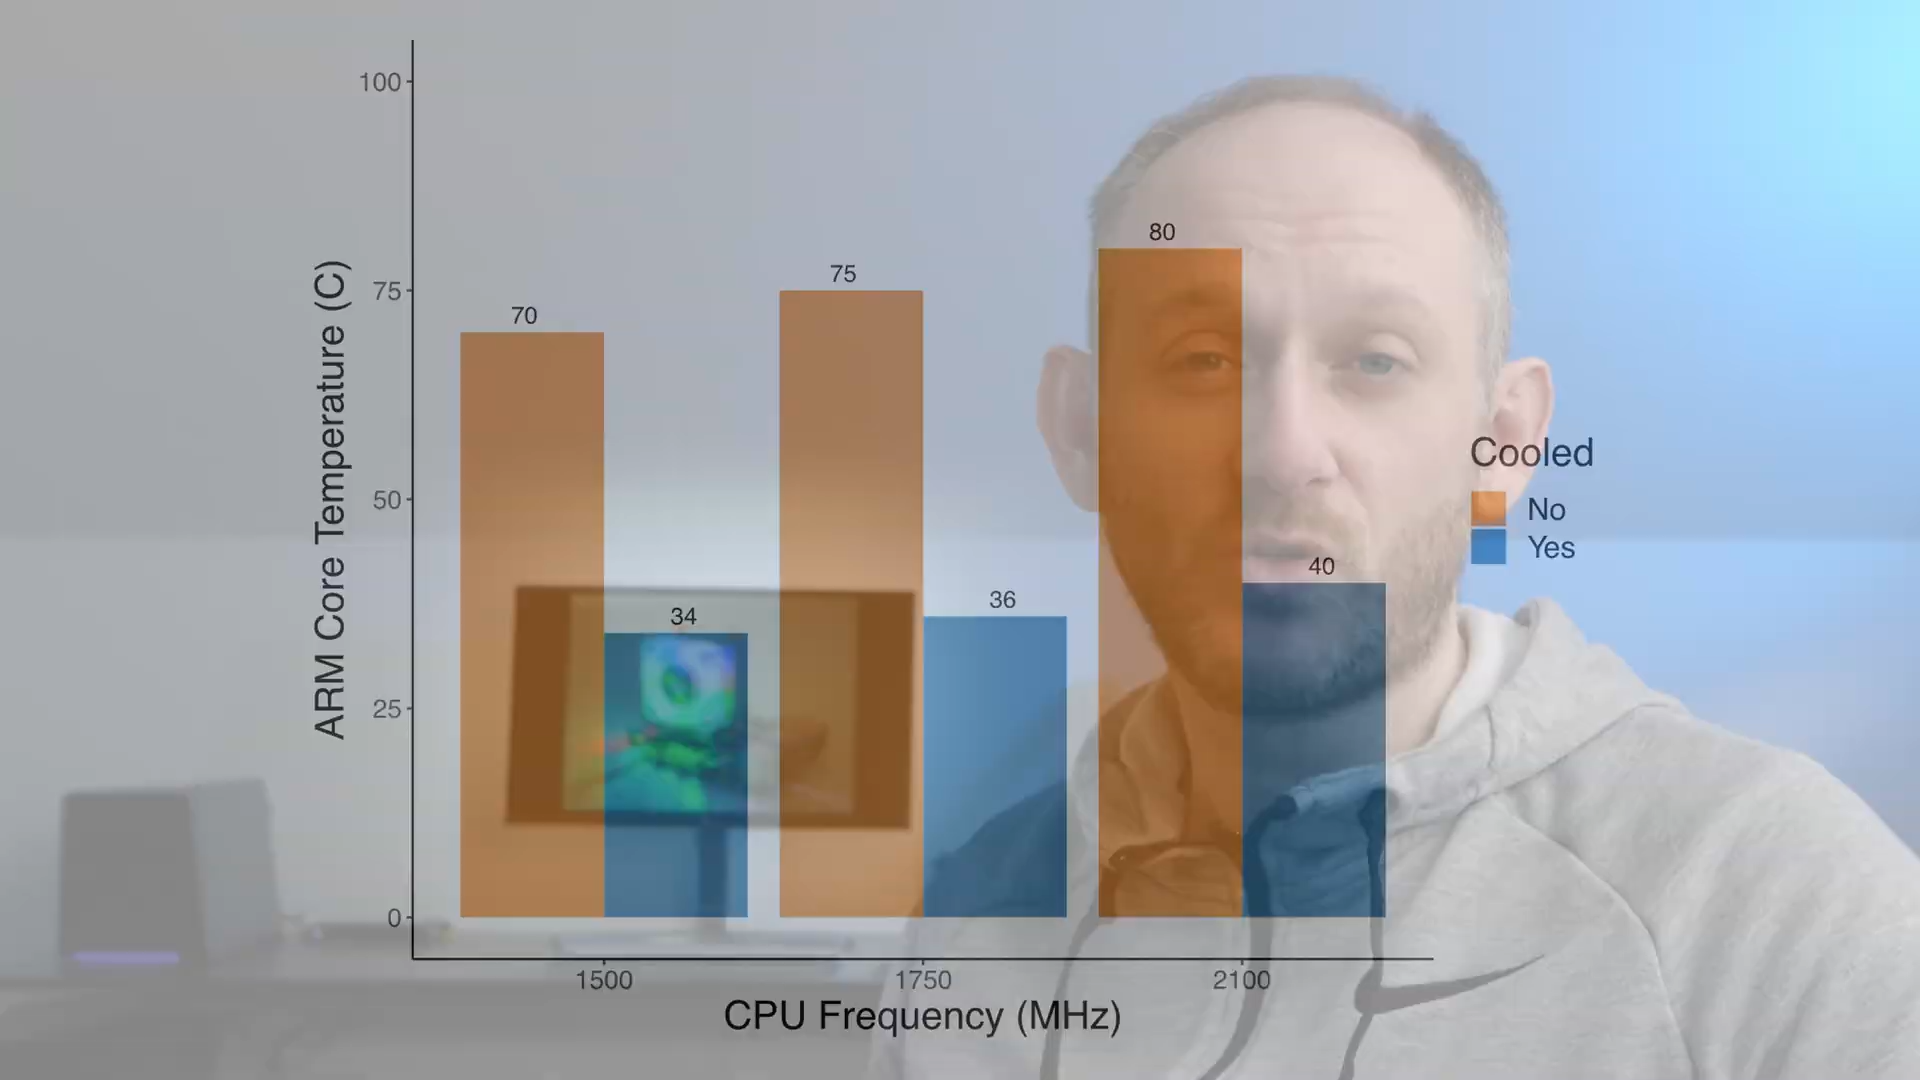 100
75
50
25
0
ARM Core Temperature (C)
70
34
75
36
80
40
1500
1750
2100
CPU Frequency (MHz)
Cooled
No
Yes